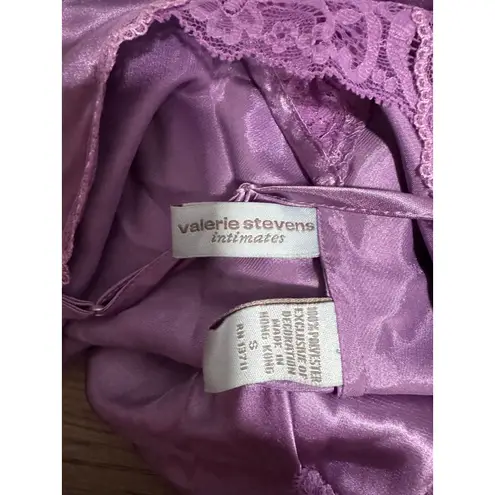 valerie stevens
intimates
100% POLYESTER
EXCLUSIVE OF
DECORATION
MADE IN
HONG KONG
S
RN 13711